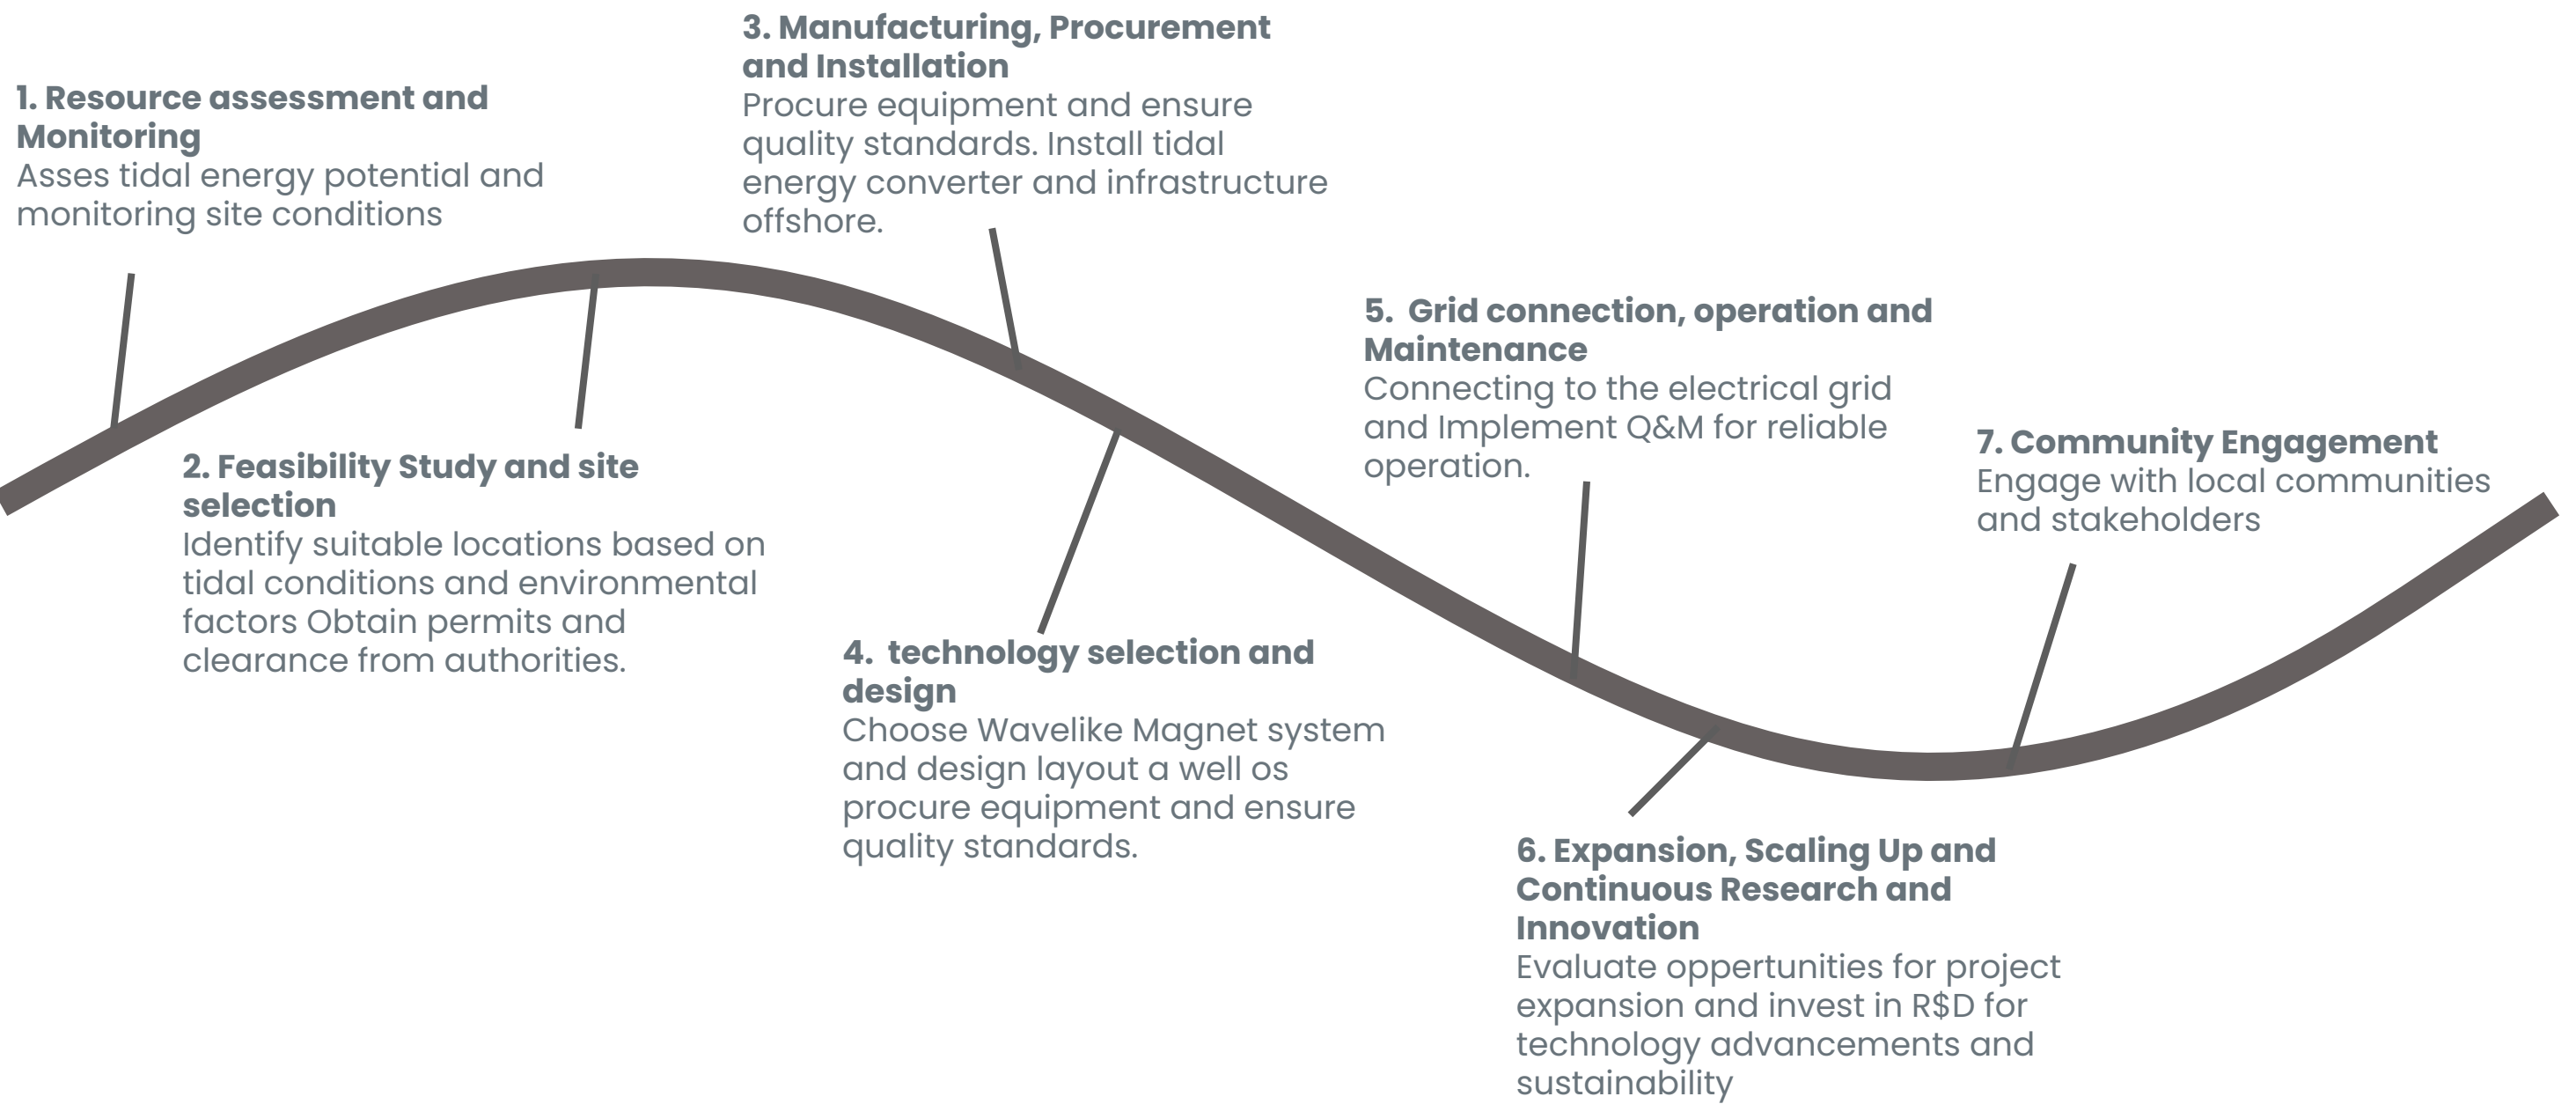 1. Resource assessment and
Monitoring
Asses tidal energy potential and
monitoring site conditions
2. Feasibility Study and site
selection
Identify suitable locations based on
tidal conditions and environmental
factors Obtain permits and
clearance from authorities.
3. Manufacturing, Procurement
and Installation
Procure equipment and ensure
quality standards. Install tidal
energy converter and infrastructure
offshore.
4. technology selection and
design
Choose Wavelike Magnet system
and design layout a well os
procure equipment and ensure
quality standards.
5. Grid connection, operation and
Maintenance
Connecting to the electrical grid
and Implement Q&M for reliable
operation.
6. Expansion, Scaling Up and
Continuous Research and
Innovation
Evaluate oppertunities for project
expansion and invest in R$D for
technology advancements and
sustainability
7. Community Engagement
Engage with local communities
and stakeholders